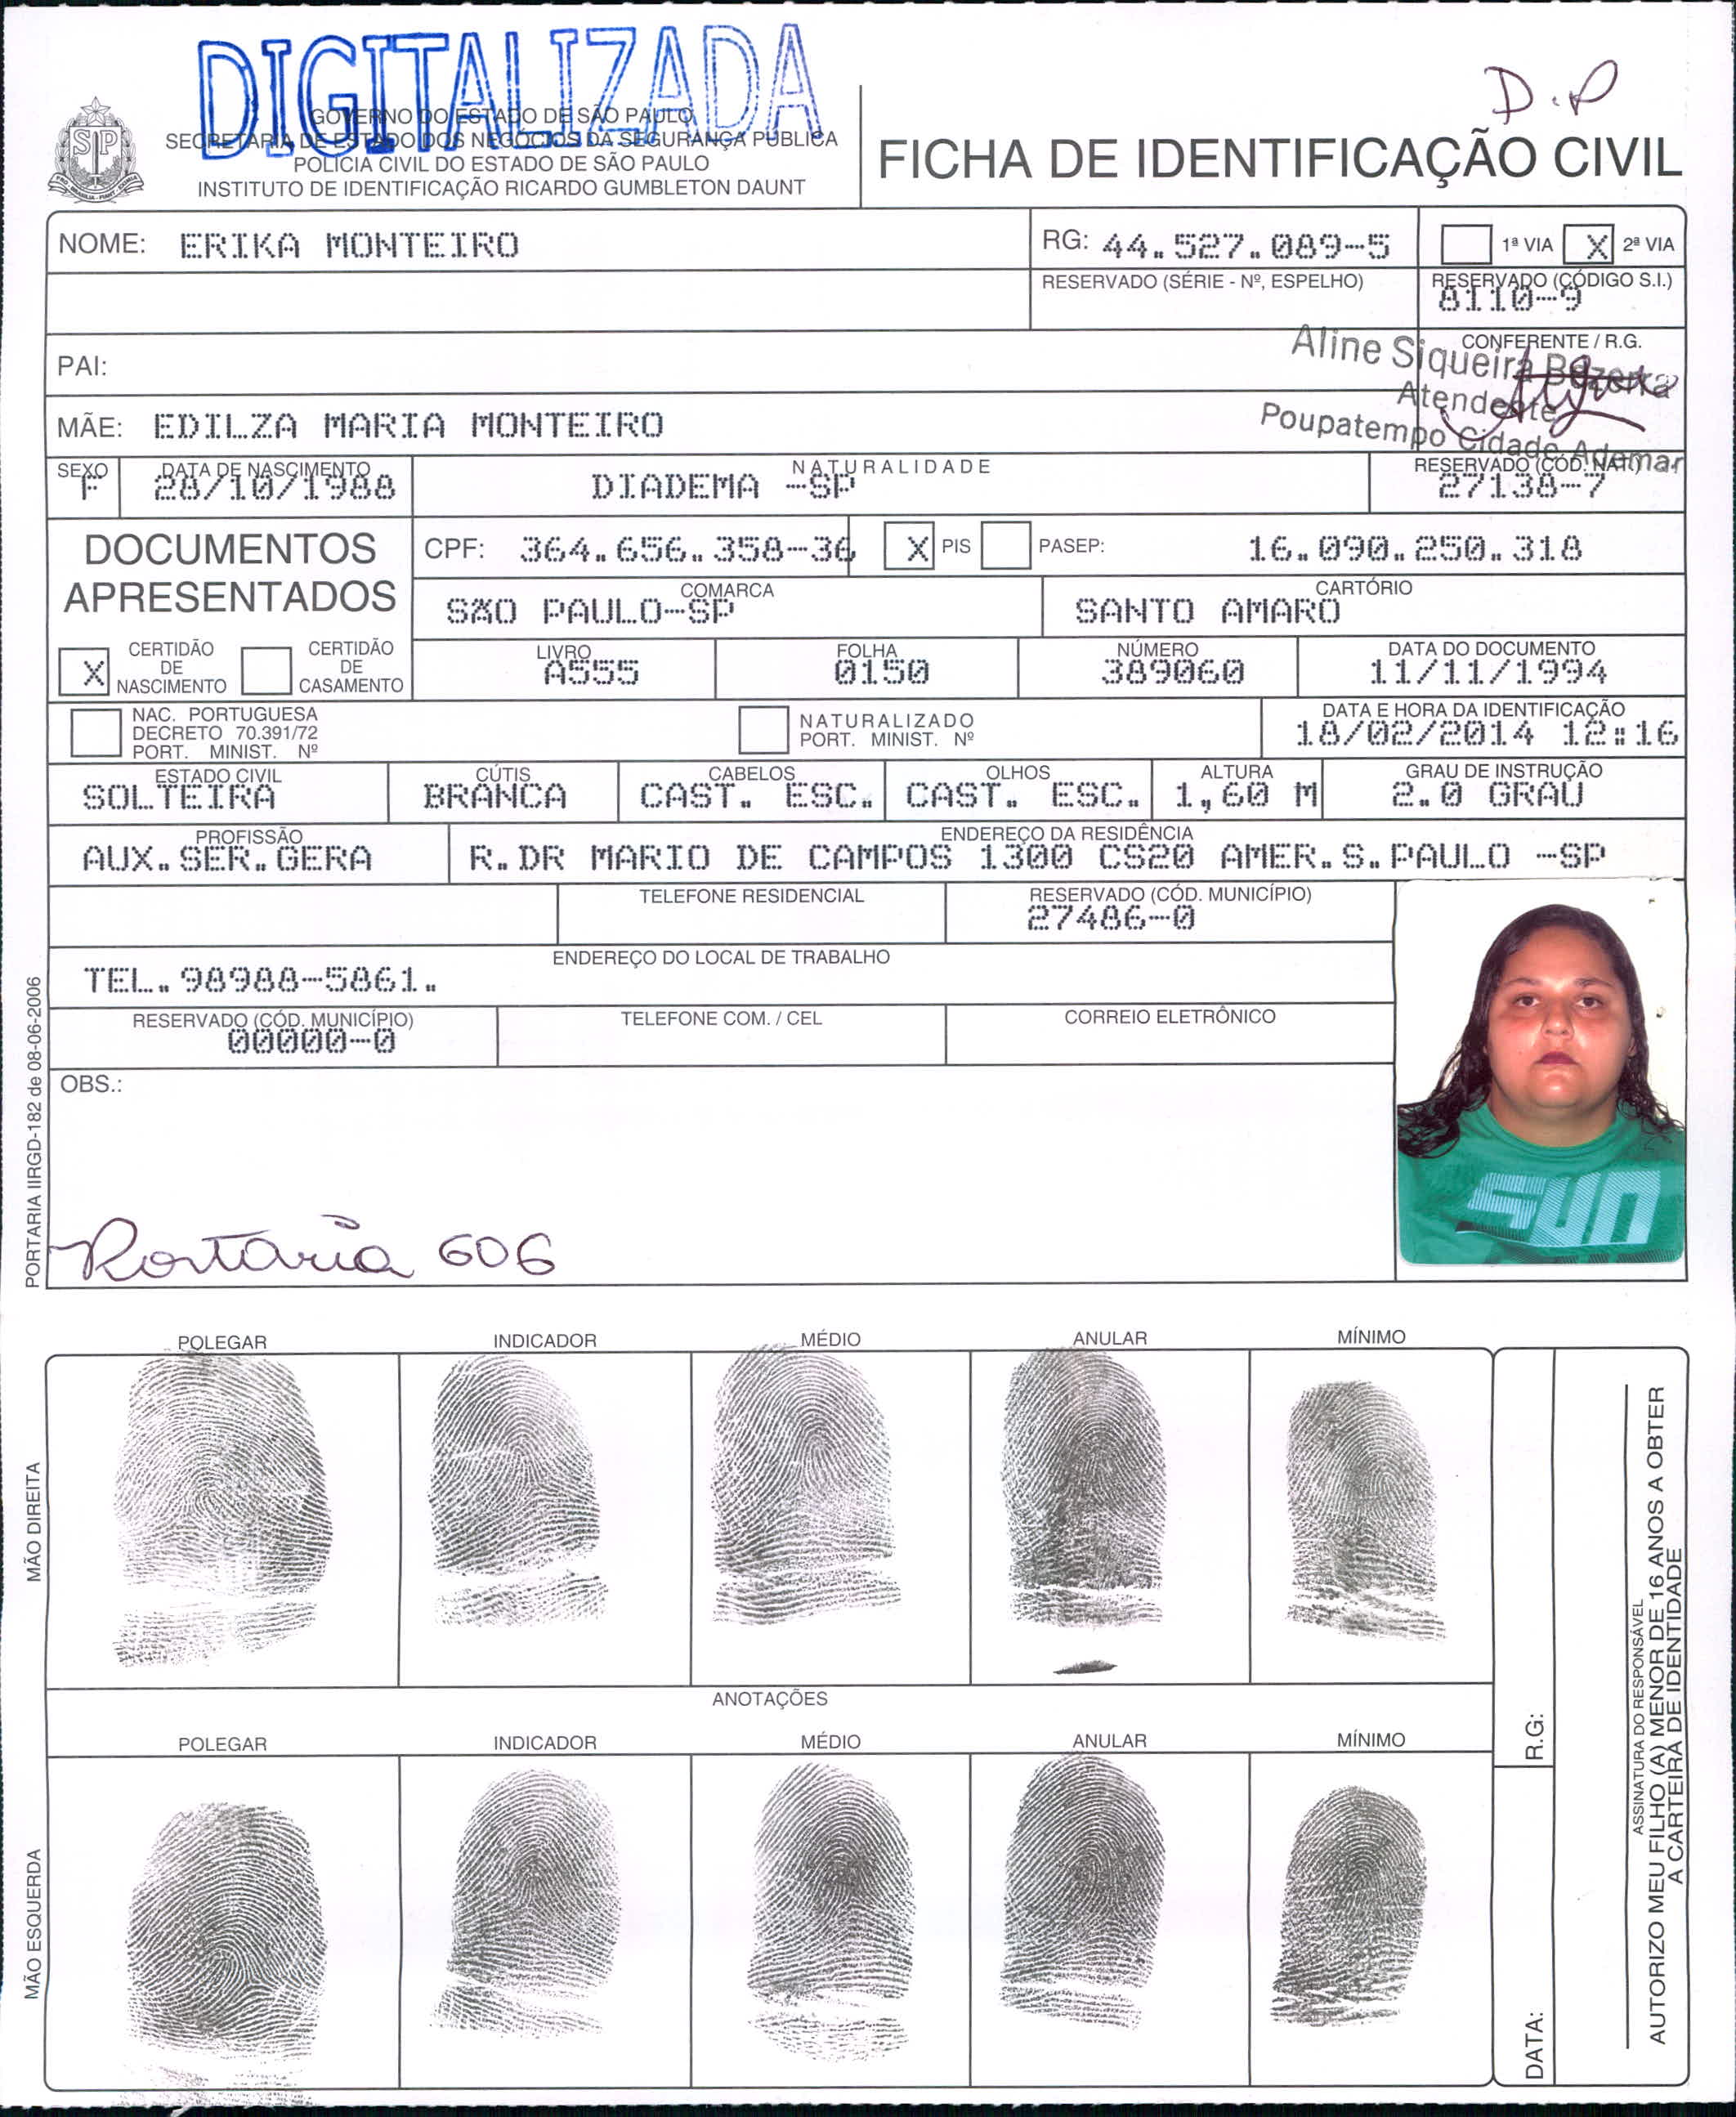 DIGITALIZADA
D.P
SP
GOVERNO DO ESTADO DE SÃO PAULO
SECRETARIA DE ESTADO DOS NEGÓCIOS DA SEGURANÇA PÚBLICA
POLÍCIA CIVIL DO ESTADO DE SÃO PAULO
INSTITUTO DE IDENTIFICAÇÃO RICARDO GUMBLETON DAUNT
FICHA DE IDENTIFICAÇÃO CIVIL
NOME: ERIKA MONTEIRO
RG: 44.527.089-5
1ª VIA X 2ª VIA
RESERVADO (SÉRIE - Nº, ESPELHO)
RESERVADO (CÓDIGO S.I.)
8110-9
PAI:
CONFERENTE / R.G.
Aline Siqueira Bezerra
Atendente
Poupatempo Cidade Ademar
MÃE: EDILZA MARIA MONTEIRO
SEXO
F
DATA DE NASCIMENTO
28/10/1988
NATURALIDADE
DIADEMA -SP
RESERVADO (CÓD. NAT.)
27138-7
DOCUMENTOS
APRESENTADOS
CPF: 364.656.358-36
X PIS
PASEP: 16.090.250.318
COMARCA
SÃO PAULO-SP
CARTÓRIO
SANTO AMARO
X CERTIDÃO
DE
NASCIMENTO
CERTIDÃO
DE
CASAMENTO
LIVRO
A555
FOLHA
0150
NÚMERO
389060
DATA DO DOCUMENTO
11/11/1994
NAC. PORTUGUESA
DECRETO 70.391/72
PORT. MINIST. Nº
NATURALIZADO
PORT. MINIST. Nº
DATA E HORA DA IDENTIFICAÇÃO
18/02/2014 12:16
ESTADO CIVIL
SOLTEIRA
CÚTIS
BRANCA
CABELOS
CAST. ESC.
OLHOS
CAST. ESC.
ALTURA
1,60 M
GRAU DE INSTRUÇÃO
2.0 GRAU
PROFISSÃO
AUX.SER.GERA
ENDEREÇO DA RESIDÊNCIA
R.DR MARIO DE CAMPOS 1300 CS20 AMER.S.PAULO -SP
TELEFONE RESIDENCIAL
RESERVADO (CÓD. MUNICÍPIO)
27486-0
ENDEREÇO DO LOCAL DE TRABALHO
TEL.98988-5861.
RESERVADO (CÓD. MUNICÍPIO)
00000-0
TELEFONE COM. / CEL
CORREIO ELETRÔNICO
OBS.:
SUN
Portaria 606
PORTARIA IIRGD-182 de 08-06-2006
POLEGAR INDICADOR MÉDIO ANULAR MÍNIMO
MÃO DIREITA
ANOTAÇÕES
POLEGAR INDICADOR MÉDIO ANULAR MÍNIMO
MÃO ESQUERDA
R.G:
DATA:
ASSINATURA DO RESPONSÁVEL
AUTORIZO MEU FILHO (A) MENOR DE 16 ANOS A OBTER
A CARTEIRA DE IDENTIDADE